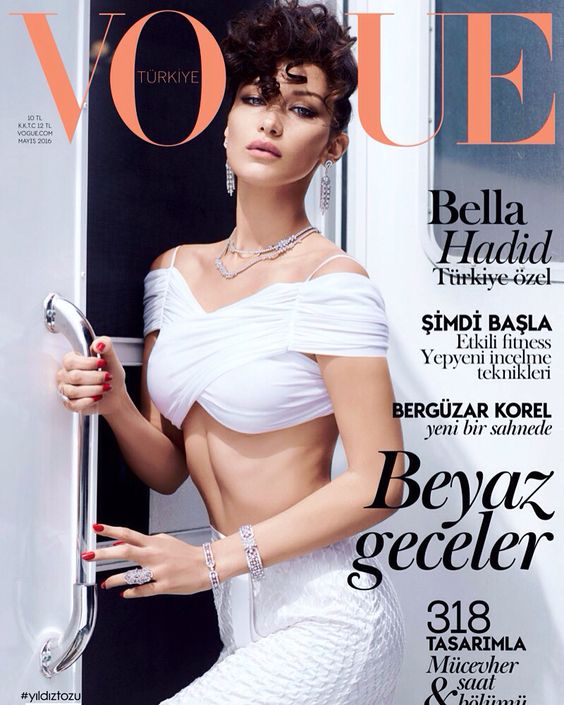 VOGUE
TÜRKİYE
10 TL
K.K.T.C 12 TL
VOGUE.COM
MAYIS 2016
Bella
Hadid
Türkiye özel
ŞİMDİ BAŞLA
Etkili fitness
Yepyeni incelme
teknikleri
BERGÜZAR KOREL
yeni bir sahnede
Beyaz
geceler
318
TASARIMLA
Mücevher
& saat
bölümü
#yıldıztozu